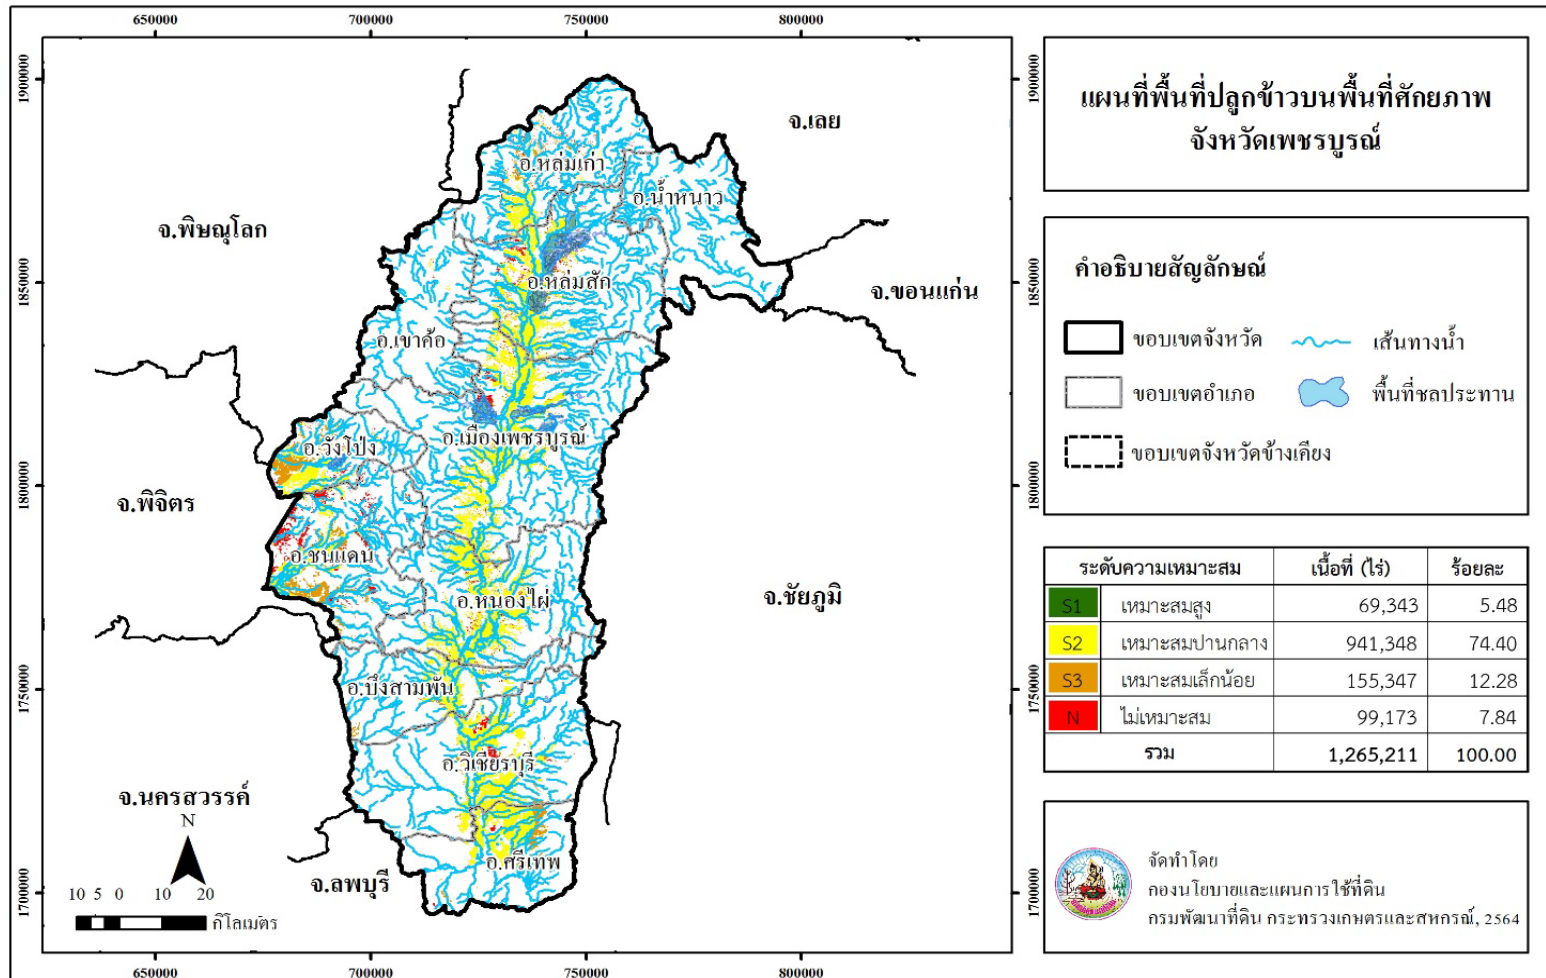 650000
700000
750000
800000
1900000
1850000
1800000
1750000
1700000
จ.เลย
อ.หล่มเก่า
อ.น้ำหนาว
จ.พิษณุโลก
อ.หล่มสัก
จ.ขอนแก่น
อ.เขาค้อ
อ.เมืองเพชรบูรณ์
อ.วังโป่ง
จ.พิจิตร
อ.ชนแดน
อ.หนองไผ่
จ.ชัยภูมิ
อ.บึงสามพัน
อ.วิเชียรบุรี
จ.นครสวรรค์
อ.ศรีเทพ
จ.ลพบุรี
N
10 5 0 10 20
กิโลเมตร
1900000
1850000
1800000
1750000
1700000
650000
700000
750000
800000
แผนที่พื้นที่ปลูกข้าวบนพื้นที่ศักยภาพ
จังหวัดเพชรบูรณ์
คำอธิบายสัญลักษณ์
ขอบเขตจังหวัด
เส้นทางน้ำ
ขอบเขตอำเภอ
พื้นที่ชลประทาน
ขอบเขตจังหวัดข้างเคียง
ระดับความเหมาะสม เนื้อที่ (ไร่) ร้อยละ
S1 เหมาะสมสูง 69,343 5.48
S2 เหมาะสมปานกลาง 941,348 74.40
S3 เหมาะสมเล็กน้อย 155,347 12.28
N ไม่เหมาะสม 99,173 7.84
รวม 1,265,211 100.00
จัดทำโดย
กองนโยบายและแผนการใช้ที่ดิน
กรมพัฒนาที่ดิน กระทรวงเกษตรและสหกรณ์, 2564